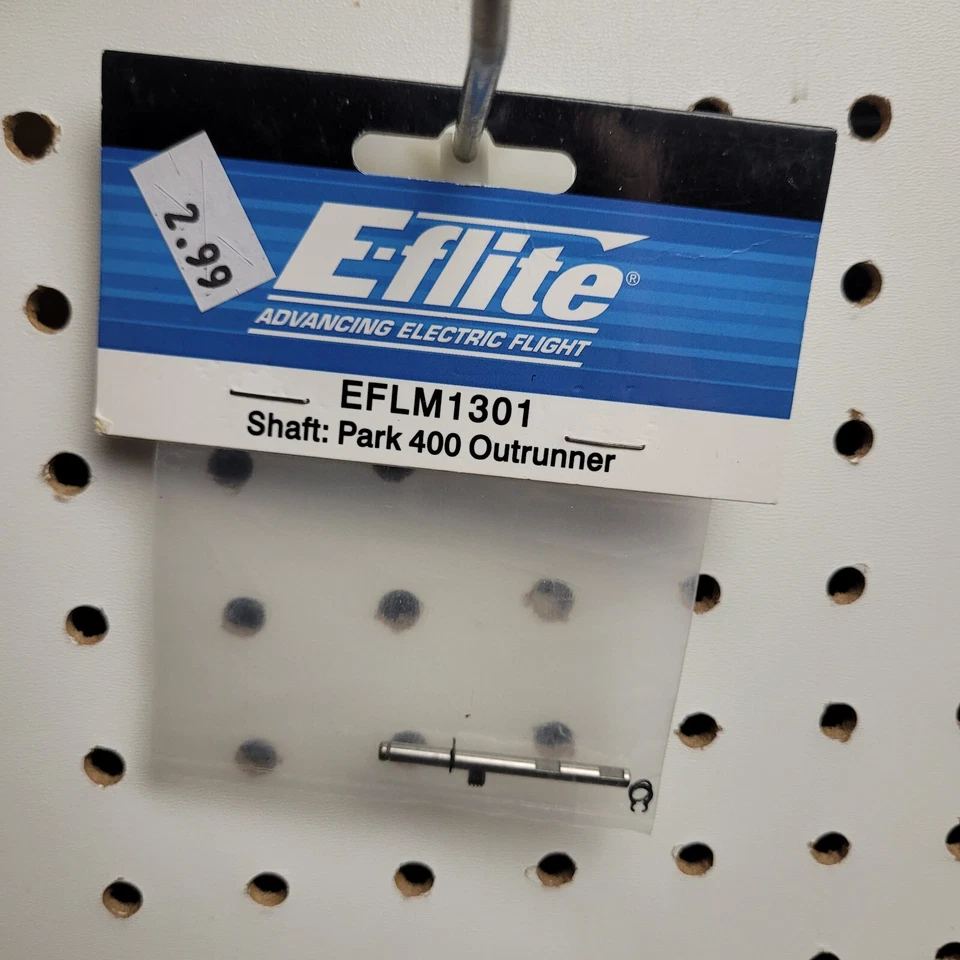 2.99
E-flite®
ADVANCING ELECTRIC FLIGHT
EFLM1301
Shaft: Park 400 Outrunner